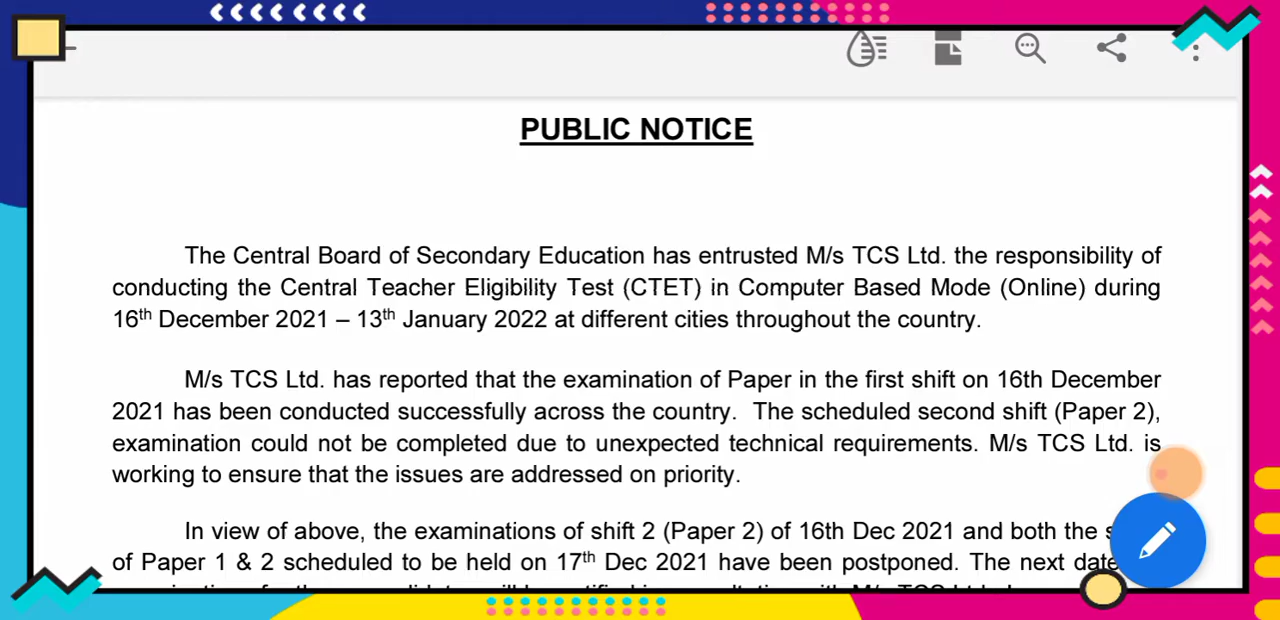 PUBLIC NOTICE
The Central Board of Secondary Education has entrusted M/s TCS Ltd. the responsibility of
conducting the Central Teacher Eligibility Test (CTET) in Computer Based Mode (Online) during
16th December 2021 – 13th January 2022 at different cities throughout the country.
M/s TCS Ltd. has reported that the examination of Paper in the first shift on 16th December
2021 has been conducted successfully across the country. The scheduled second shift (Paper 2),
examination could not be completed due to unexpected technical requirements. M/s TCS Ltd. is
working to ensure that the issues are addressed on priority.
In view of above, the examinations of shift 2 (Paper 2) of 16th Dec 2021 and both the
of Paper 1 & 2 scheduled to be held on 17th Dec 2021 have been postponed. The next date